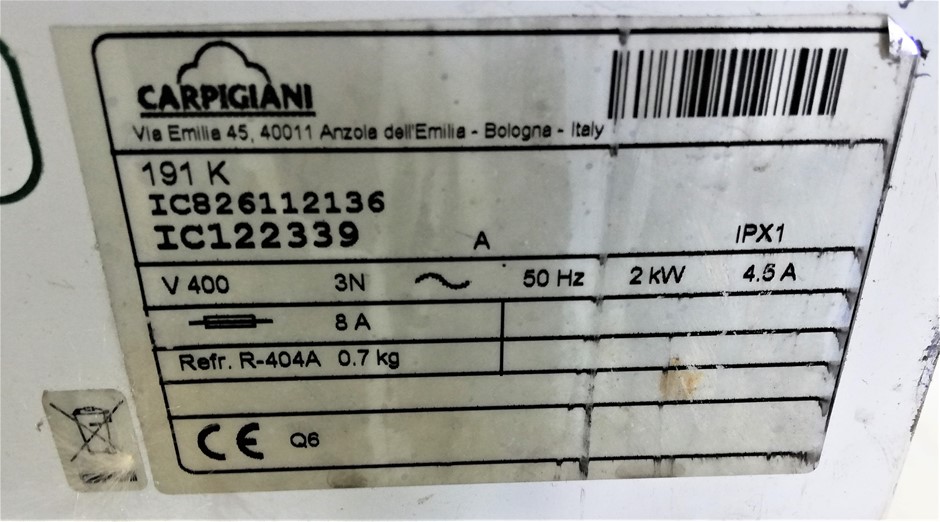 CARPIGIANI
Via Emilia 45, 40011 Anzola dell'Emilia - Bologna - Italy
191 K
IC826112136
IC122339 A IPX1
V 400 3N 50 Hz 2 kW 4.5 A
8 A
Refr. R-404A 0.7 kg
CE Q6